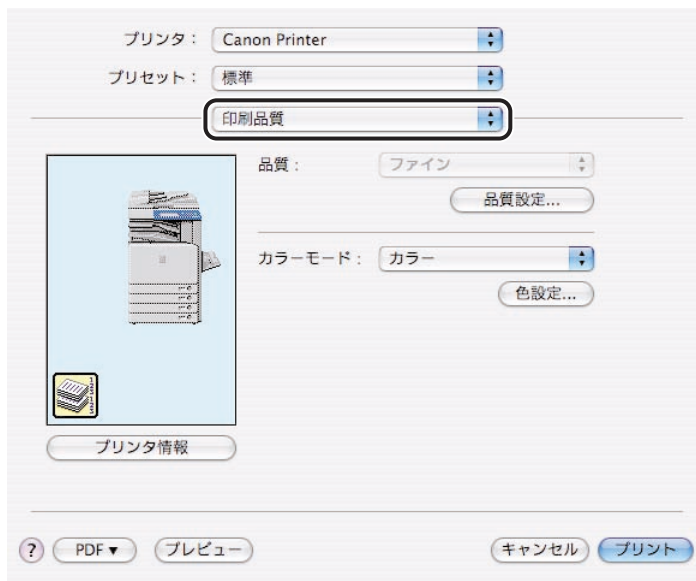 プリンタ： Canon Printer
プリセット： 標準
印刷品質
品質： ファイン
品質設定...
カラーモード： カラー
色設定...
プリンタ情報
? PDF▼ プレビュー キャンセル プリント